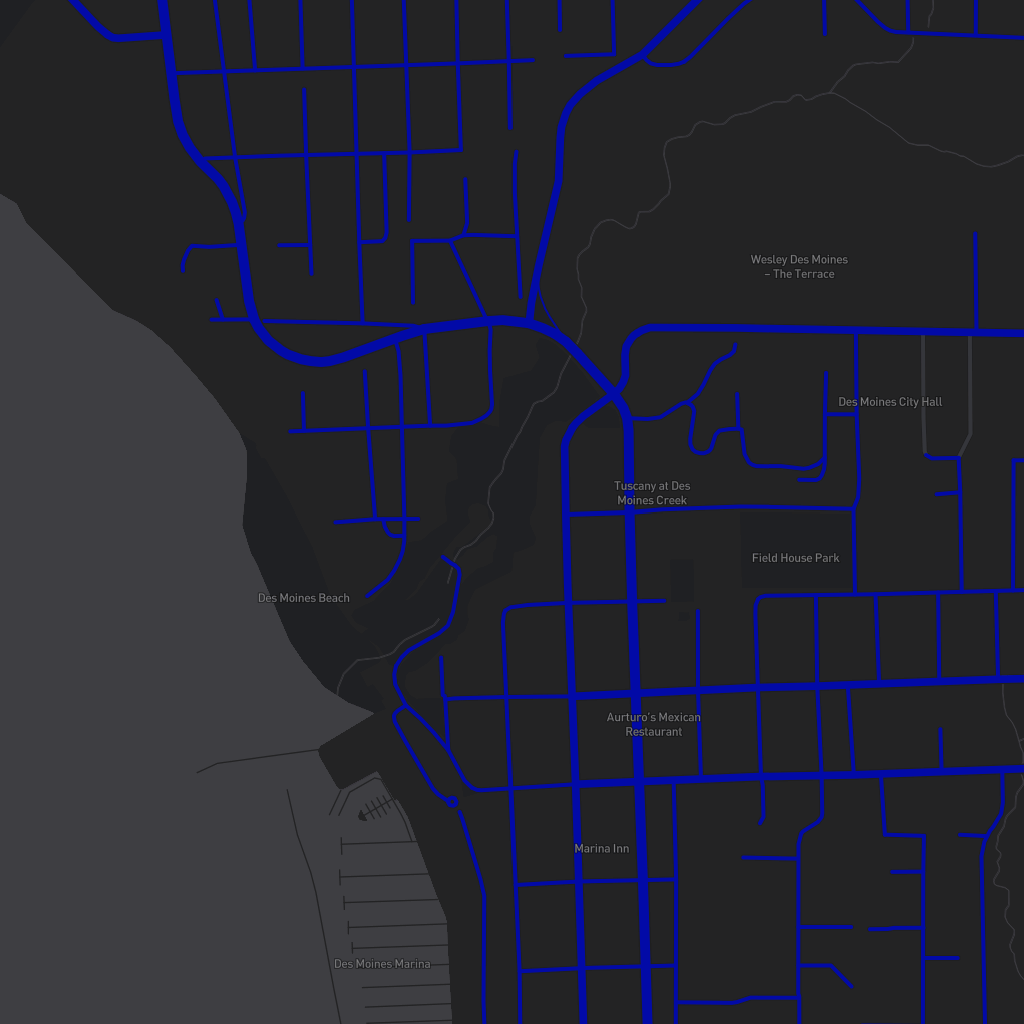 Wesley Des Moines
– The Terrace
Des Moines City Hall
Tuscany at Des
Moines Creek
Field House Park
Des Moines Beach
Aurturo's Mexican
Restaurant
Marina Inn
Des Moines Marina